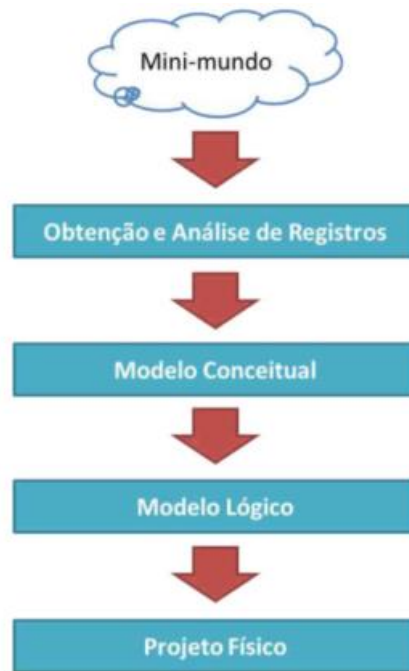 Mini-mundo
Obtenção e Análise de Registros
Modelo Conceitual
Modelo Lógico
Projeto Físico